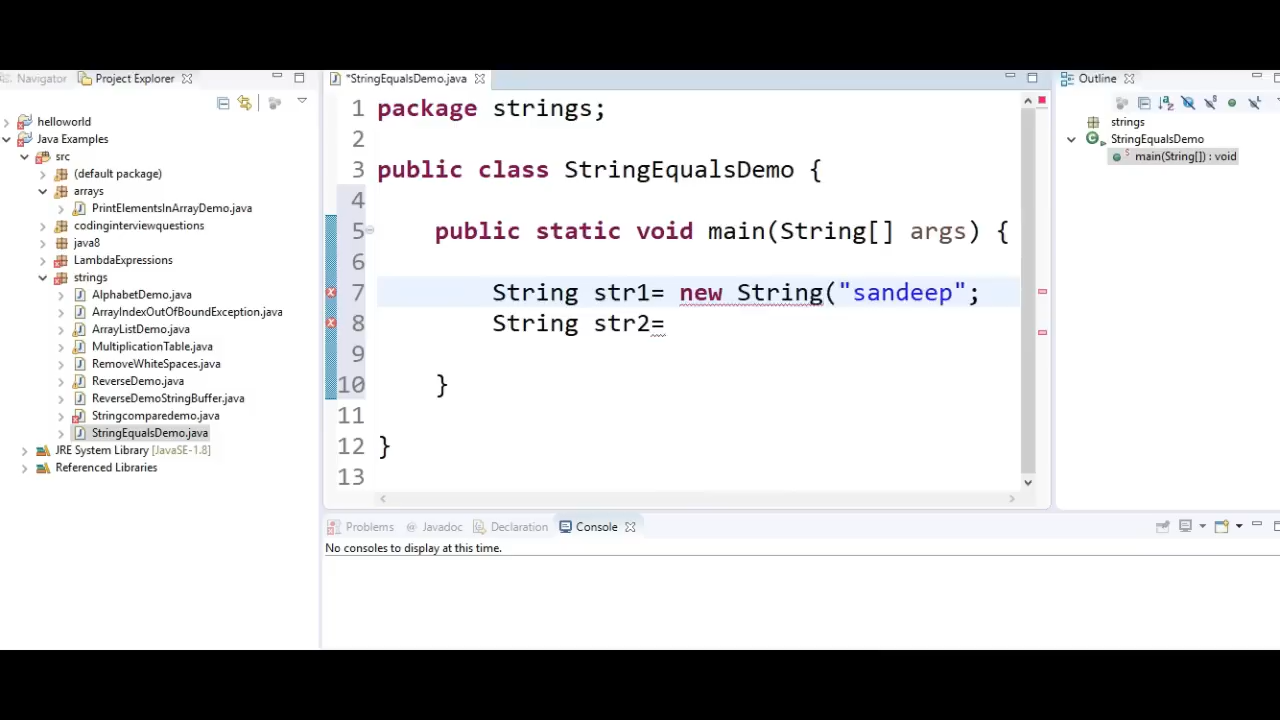 Navigator Project Explorer
helloworld
Java Examples
src
(default package)
arrays
PrintElementsInArrayDemo.java
codinginterviewquestions
java8
LambdaExpressions
strings
AlphabetDemo.java
ArrayIndexOutOfBoundException.java
ArrayListDemo.java
MultiplicationTable.java
RemoveWhiteSpaces.java
ReverseDemo.java
ReverseDemoStringBuffer.java
Stringcomparedemo.java
StringEqualsDemo.java
JRE System Library [JavaSE-1.8]
Referenced Libraries
*StringEqualsDemo.java
1 package strings;
2
3 public class StringEqualsDemo {
4
5 public static void main(String[] args) {
6
7 String str1= new String("sandeep";
8 String str2=
9
10 }
11
12 }
13
Problems @ Javadoc Declaration Console
No consoles to display at this time.
Outline
strings
StringEqualsDemo
main(String[]) : void